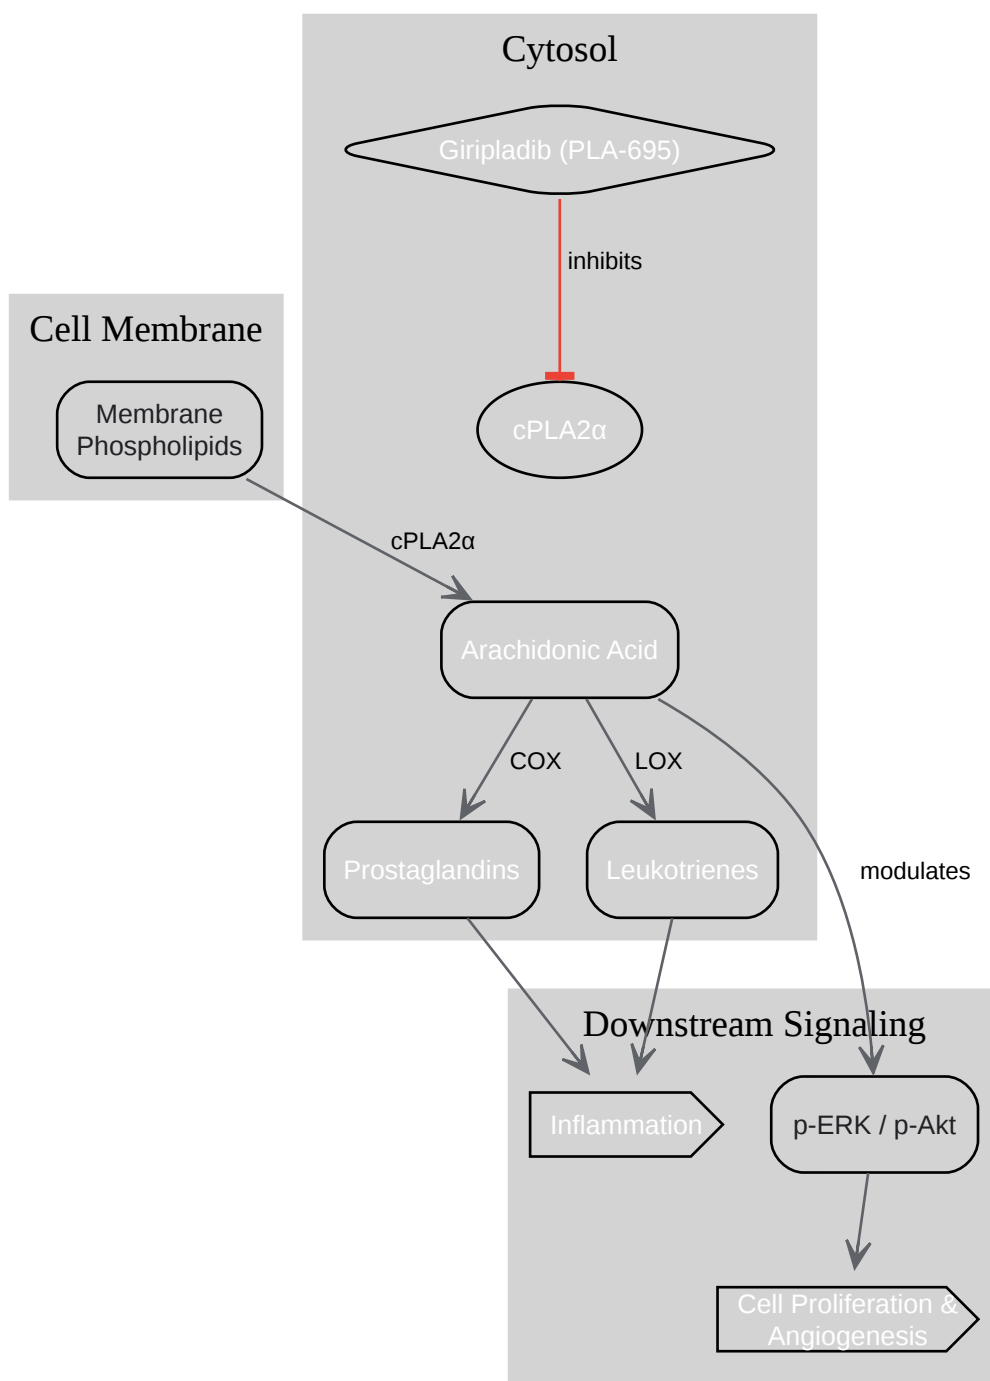 Cytosol
Giripladib (PLA-695)
inhibits
Cell Membrane
Membrane
Phospholipids
cPLA2α
cPLA2α
Arachidonic Acid
COX
LOX
Prostaglandins
Leukotrienes
modulates
Downstream Signaling
Inflammation
p-ERK / p-Akt
Cell Proliferation &
Angiogenesis